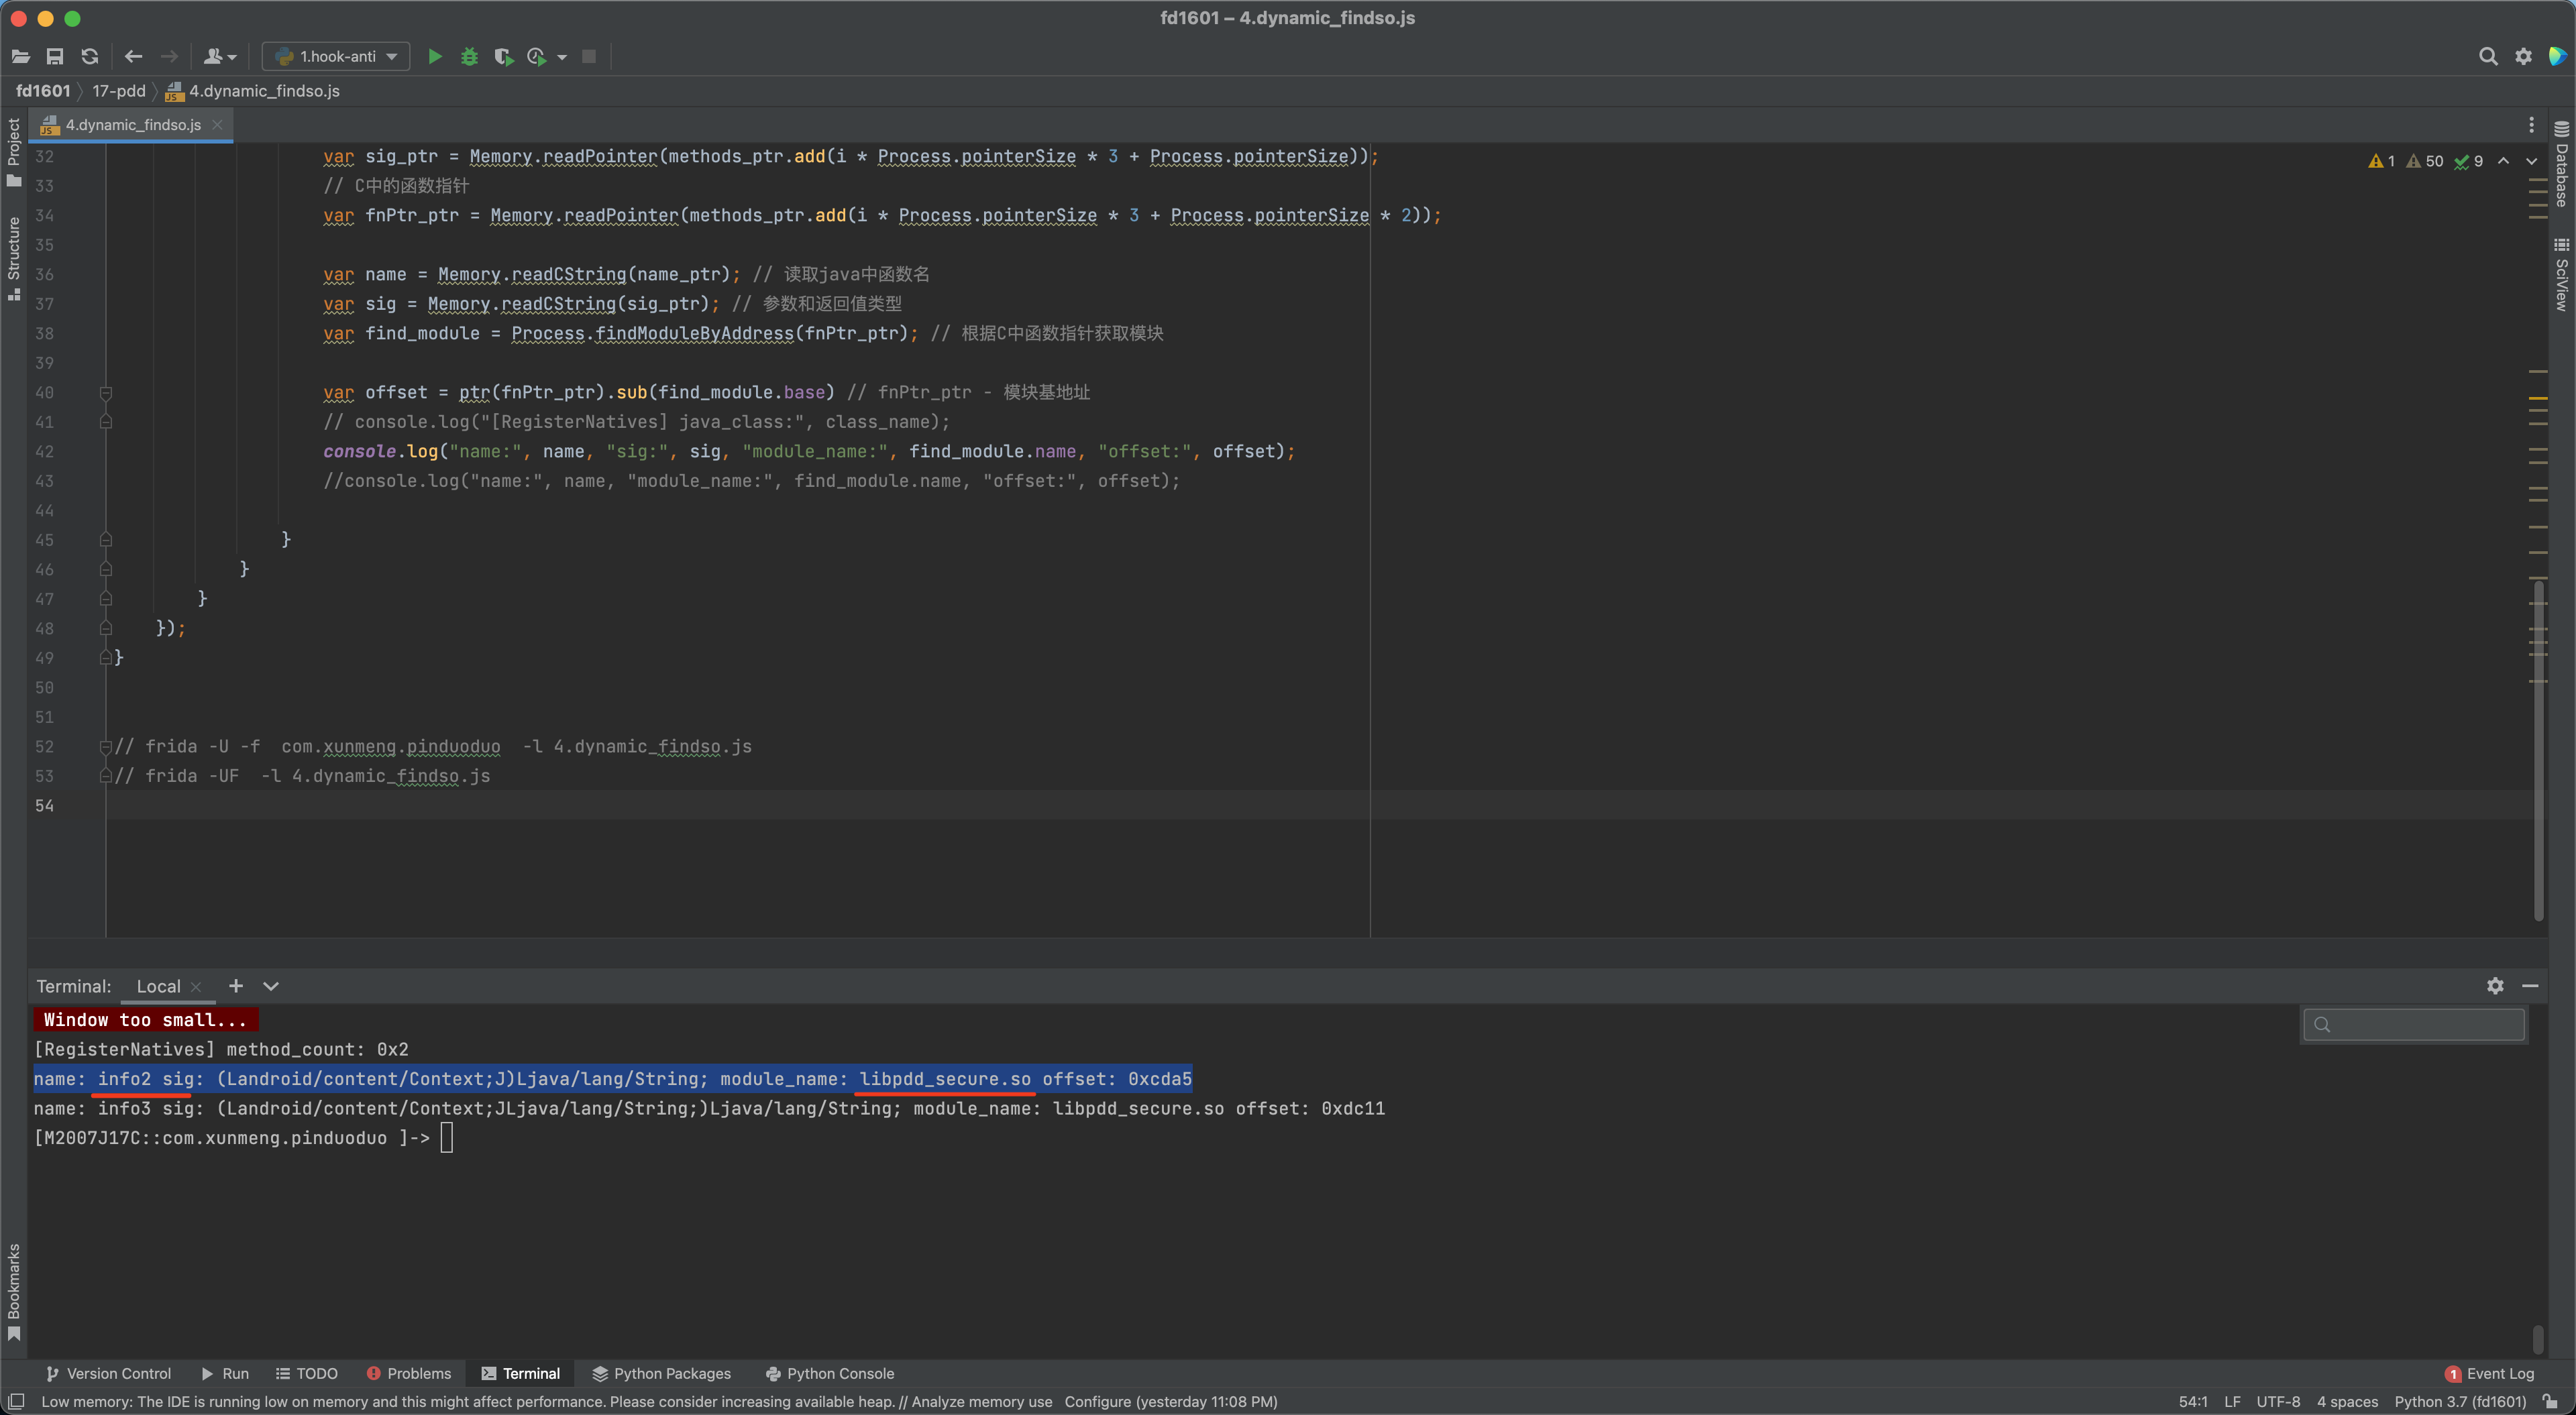 fd1601 – 4.dynamic_findso.js
1.hook-anti
fd1601 17-pdd 4.dynamic_findso.js
4.dynamic_findso.js
Project
Structure
Bookmarks
Database
SciView
1 50 9
32 var sig_ptr = Memory.readPointer(methods_ptr.add(i * Process.pointerSize * 3 + Process.pointerSize));
33 // C中的函数指针
34 var fnPtr_ptr = Memory.readPointer(methods_ptr.add(i * Process.pointerSize * 3 + Process.pointerSize * 2));
35
36 var name = Memory.readCString(name_ptr); // 读取java中函数名
37 var sig = Memory.readCString(sig_ptr); // 参数和返回值类型
38 var find_module = Process.findModuleByAddress(fnPtr_ptr); // 根据C中函数指针获取模块
39
40 var offset = ptr(fnPtr_ptr).sub(find_module.base) // fnPtr_ptr - 模块基地址
41 // console.log("[RegisterNatives] java_class:", class_name);
42 console.log("name:", name, "sig:", sig, "module_name:", find_module.name, "offset:", offset);
43 //console.log("name:", name, "module_name:", find_module.name, "offset:", offset);
44
45 }
46 }
47 }
48 });
49 }
50
51
52 // frida -U -f  com.xunmeng.pinduoduo  -l 4.dynamic_findso.js
53 // frida -UF  -l 4.dynamic_findso.js
54
Terminal: Local
Window too small...
[RegisterNatives] method_count: 0x2
name: info2 sig: (Landroid/content/Context;J)Ljava/lang/String; module_name: libpdd_secure.so offset: 0xcda5
name: info3 sig: (Landroid/content/Context;JLjava/lang/String;)Ljava/lang/String; module_name: libpdd_secure.so offset: 0xdc11
[M2007J17C::com.xunmeng.pinduoduo ]->
Version Control Run TODO Problems Terminal Python Packages Python Console 1 Event Log
Low memory: The IDE is running low on memory and this might affect performance. Please consider increasing available heap. // Analyze memory use Configure (yesterday 11:08 PM) 54:1 LF UTF-8 4 spaces Python 3.7 (fd1601)